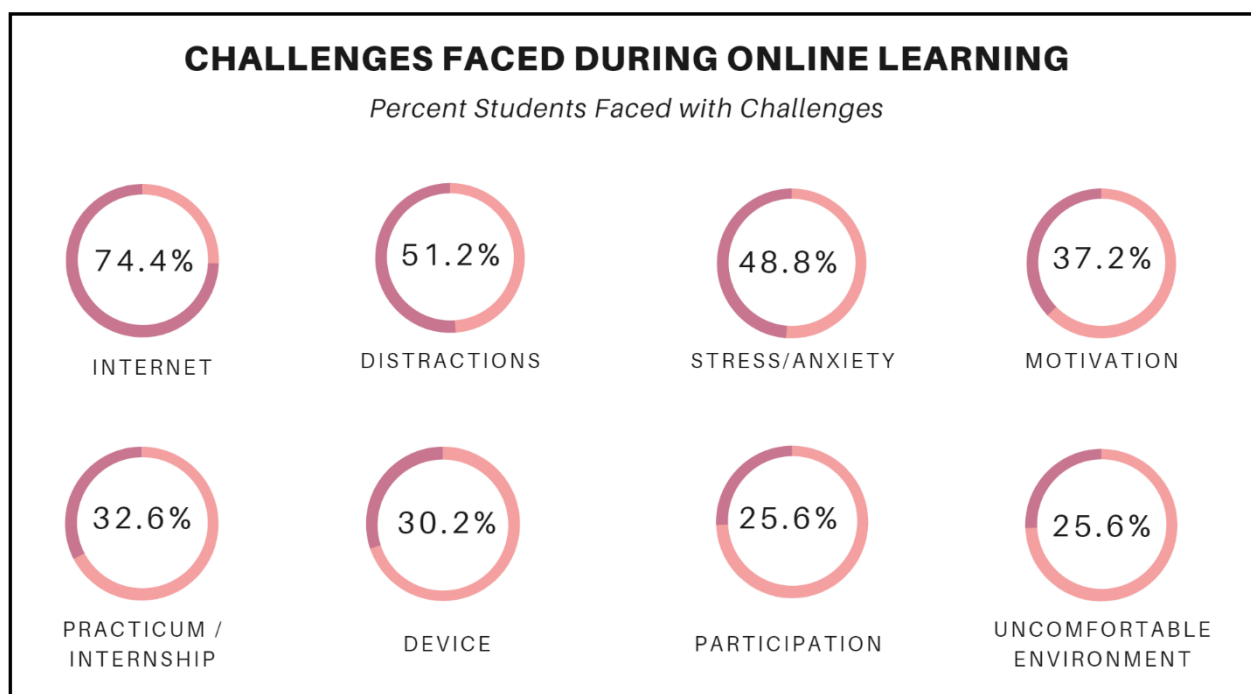 CHALLENGES FACED DURING ONLINE LEARNING
Percent Students Faced with Challenges
74.4%
INTERNET
51.2%
DISTRACTIONS
48.8%
STRESS/ANXIETY
37.2%
MOTIVATION
32.6%
PRACTICUM /
INTERNSHIP
30.2%
DEVICE
25.6%
PARTICIPATION
25.6%
UNCOMFORTABLE
ENVIRONMENT